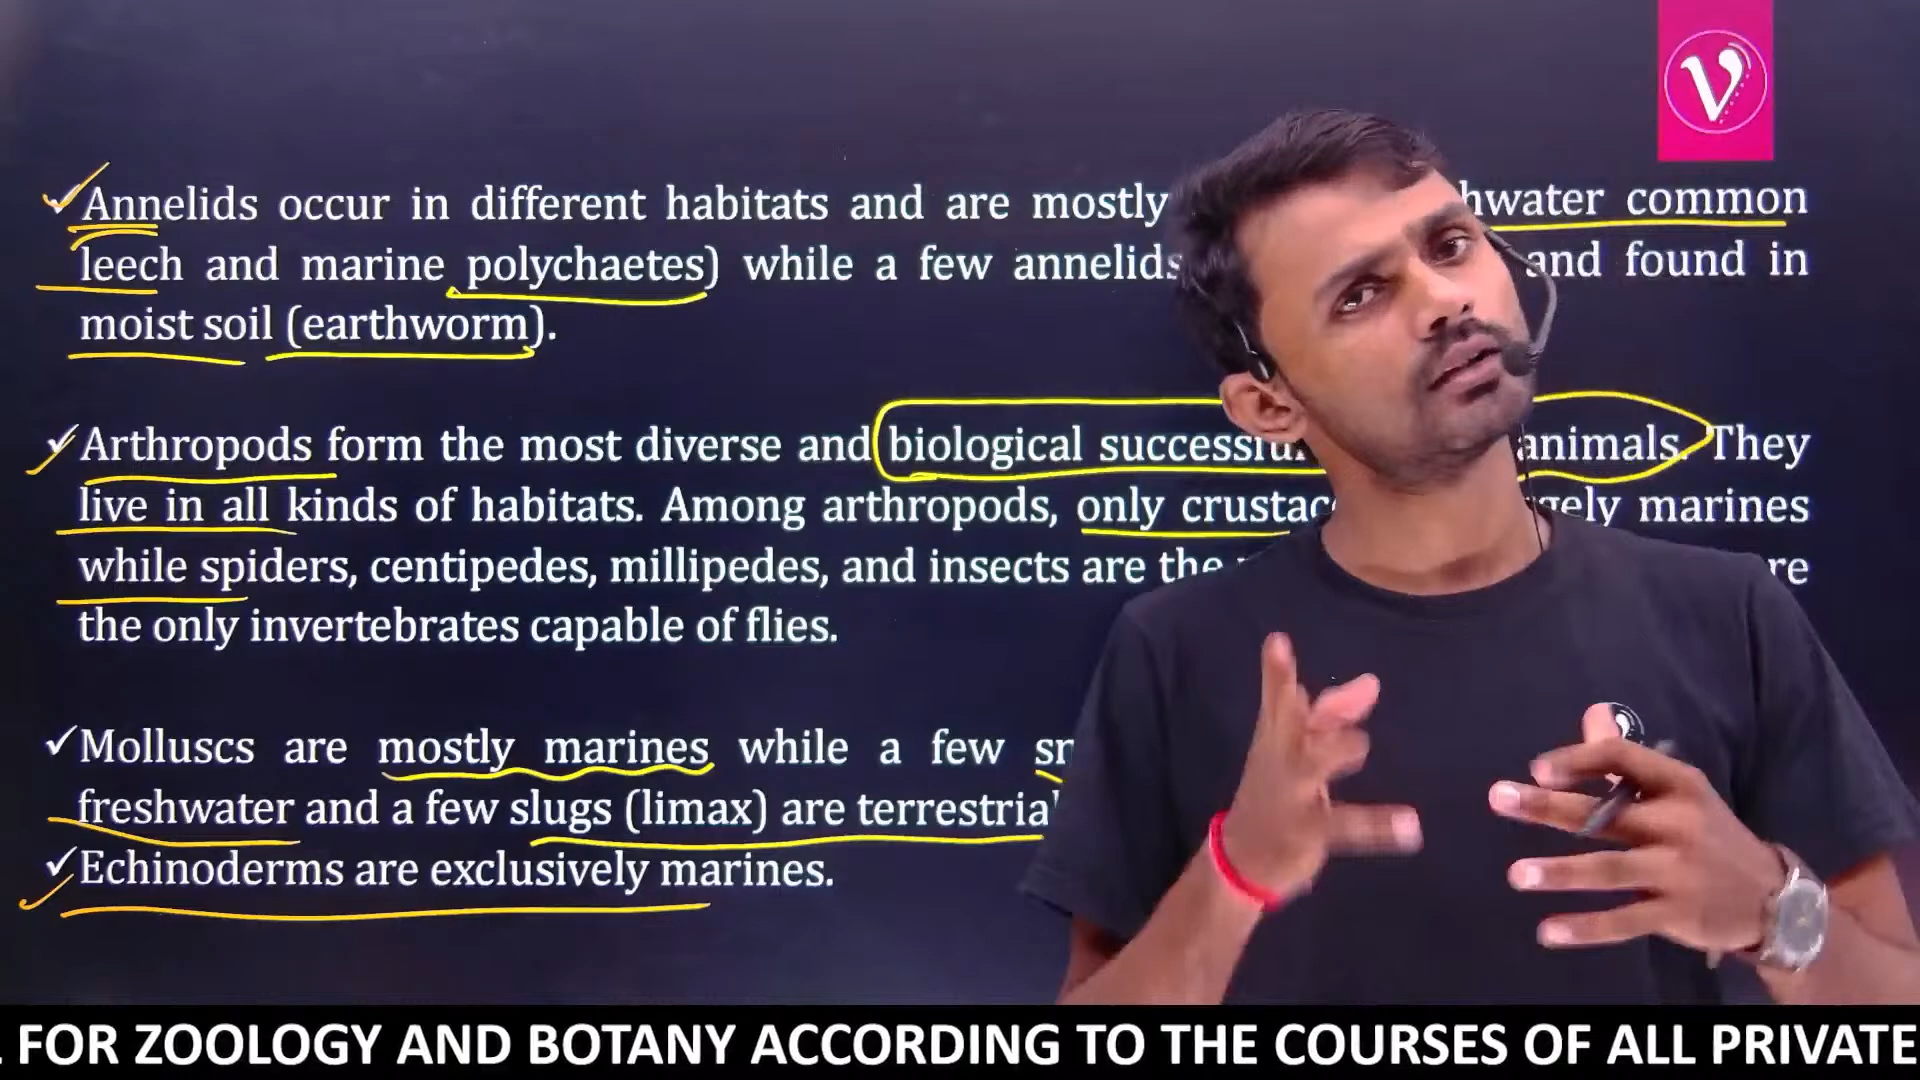 V
Annelids occur in different habitats and are mostly hwater common
leech and marine polychaetes) while a few annelids and found in
moist soil (earthworm).
Arthropods form the most diverse and biological successful animals. They
live in all kinds of habitats. Among arthropods, only crustac gely marines
while spiders, centipedes, millipedes, and insects are the re
the only invertebrates capable of flies.
Molluscs are mostly marines while a few sn
freshwater and a few slugs (limax) are terrestrial
Echinoderms are exclusively marines.
FOR ZOOLOGY AND BOTANY ACCORDING TO THE COURSES OF ALL PRIVATE